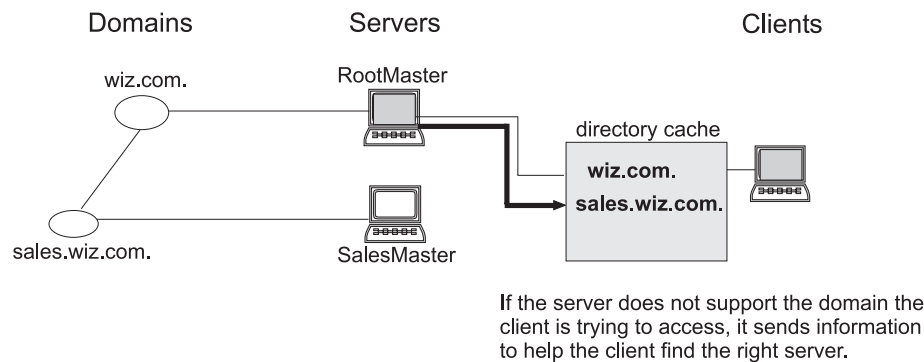 Domains
Servers
Clients
wiz.com.
RootMaster
directory cache
wiz.com.
sales.wiz.com.
sales.wiz.com.
SalesMaster
If the server does not support the domain the
client is trying to access, it sends information
to help the client find the right server.